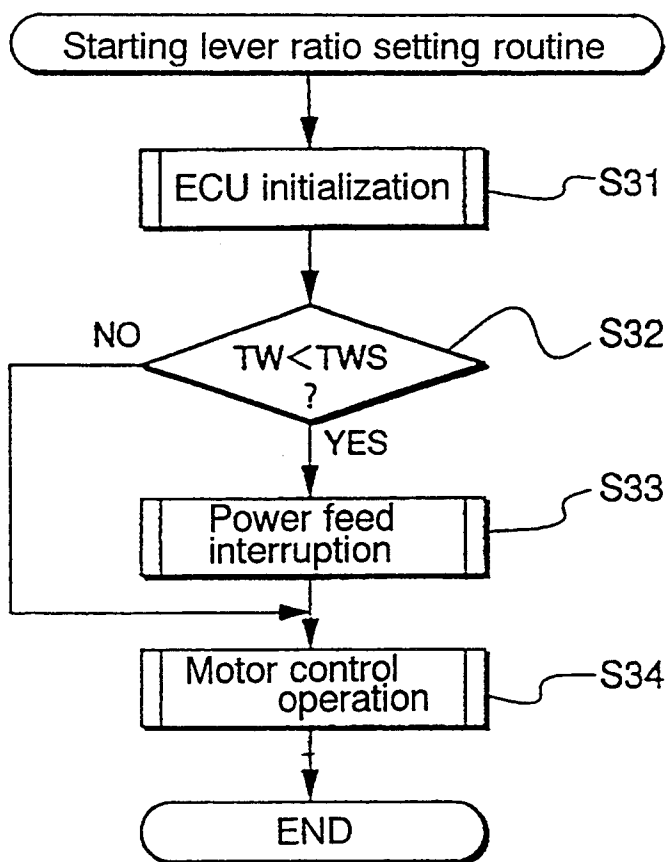 Starting lever ratio setting routine
ECU initialization
S31
NO
TW<TWS
?
S32
YES
Power feed
interruption
S33
Motor control
operation
S34
END